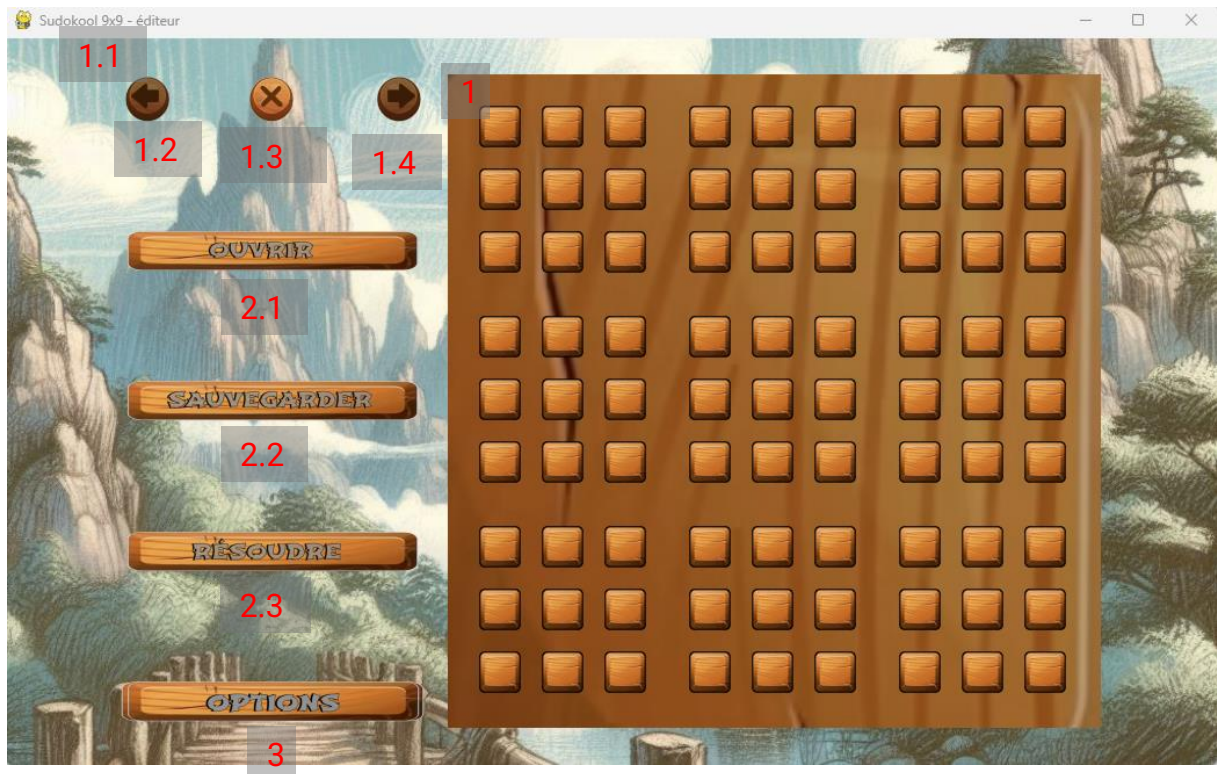 Sudokool 9x9 - éditeur
1.1
1
1.2
1.3
1.4
OUVRIR
2.1
SAUVEGARDER
2.2
RÉSOUDRE
2.3
OPTIONS
3